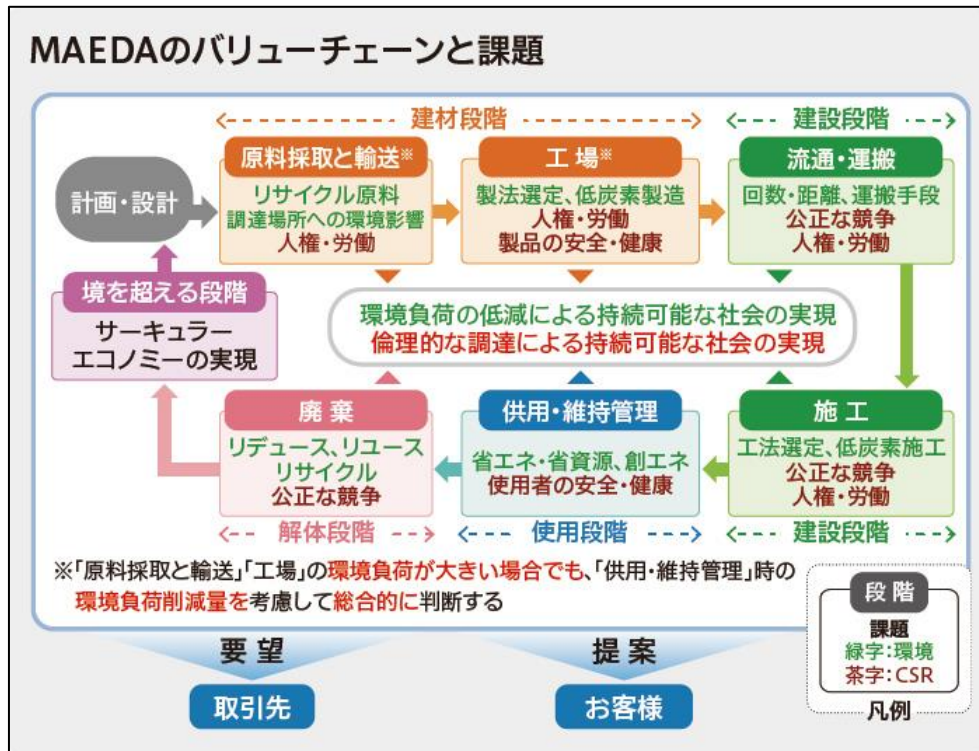 MAEDAのバリューチェーンと課題
建材段階
建設段階
計画・設計
原料採取と輸送※
リサイクル原料
調達場所への環境影響
人権・労働
工場※
製法選定、低炭素製造
人権・労働
製品の安全・健康
流通・運搬
回数・距離、運搬手段
公正な競争
人権・労働
境を超える段階
サーキュラー
エコノミーの実現
環境負荷の低減による持続可能な社会の実現
倫理的な調達による持続可能な社会の実現
廃棄
リデュース、リユース
リサイクル
公正な競争
供用・維持管理
省エネ・省資源、創エネ
使用者の安全・健康
施工
工法選定、低炭素施工
公正な競争
人権・労働
解体段階
使用段階
建設段階
※「原料採取と輸送」「工場」の環境負荷が大きい場合でも、「供用・維持管理」時の
環境負荷削減量を考慮して総合的に判断する
要望
取引先
提案
お客様
段階
課題
緑字:環境
茶字:CSR
凡例